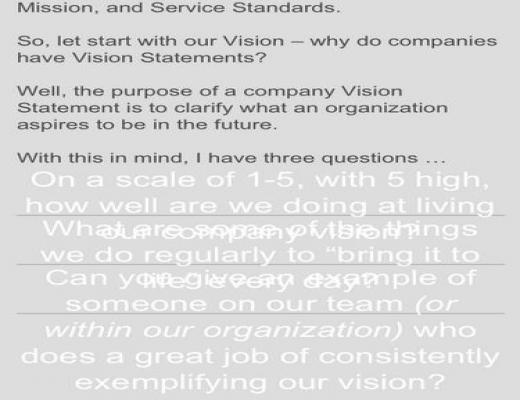 Mission, and Service Standards.
So, let start with our Vision – why do companies
have Vision Statements?
Well, the purpose of a company Vision
Statement is to clarify what an organization
aspires to be in the future.
With this in mind, I have three questions …
On a scale of 1-5, with 5 high,
how well are we doing at living
our company vision?
What are some of the things
we do regularly to “bring it to
life” every day?
Can you give an example of
someone on our team (or
within our organization) who
does a great job of consistently
exemplifying our vision?